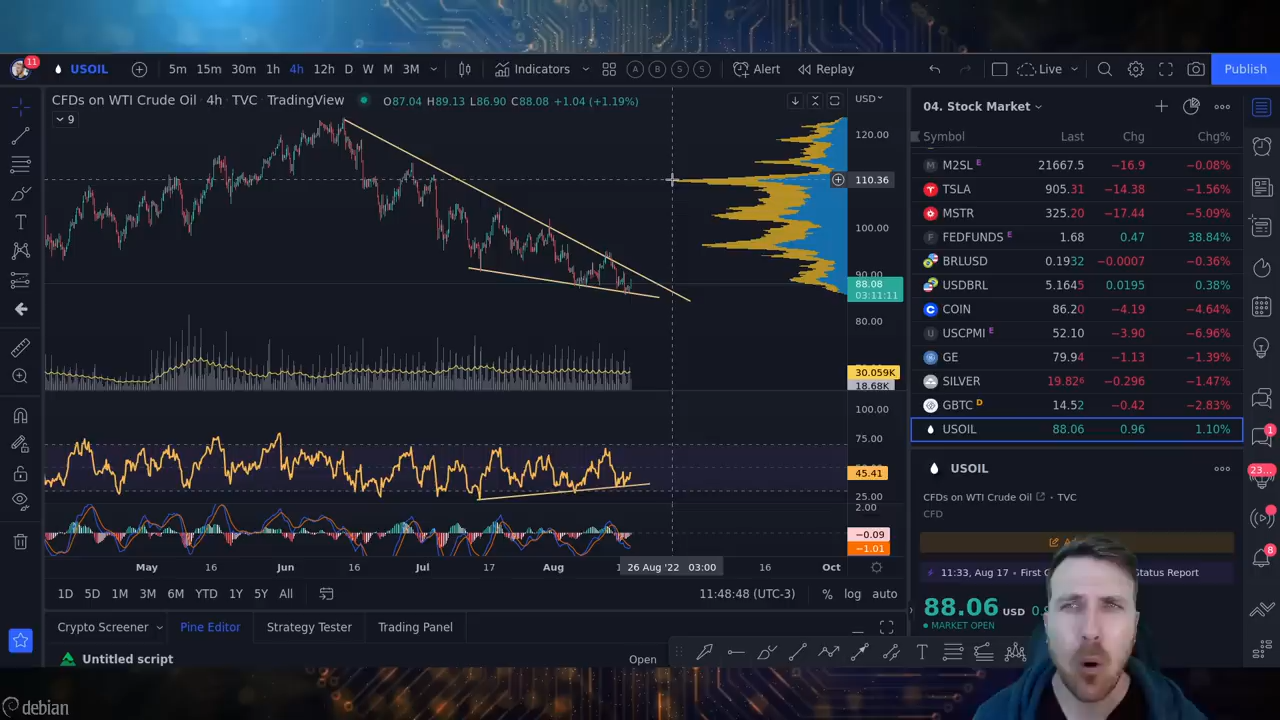 11
USOIL
5m 15m 30m 1h 4h 12h D W M 3M
Indicators
A B S S
Alert
Replay
Live
Publish
CFDs on WTI Crude Oil · 4h · TVC · TradingView
O87.04 H89.13 L86.90 C88.08 +1.04 (+1.19%)
9
USD
120.00
110.36
100.00
90.00
88.08
03:11:11
80.00
30.059K
18.68K
100.00
75.00
45.41
25.00
2.00
−0.09
−1.01
May 16 Jun 16 Jul 17 Aug 26 Aug '22 03:00 16 Oct
1D 5D 1M 3M 6M YTD 1Y 5Y All
11:48:48 (UTC-3) % log auto
Crypto Screener Pine Editor Strategy Tester Trading Panel
Untitled script
Open
04. Stock Market
Symbol Last Chg Chg%
M2SL E 21667.5 −16.9 −0.08%
TSLA 905.31 −14.38 −1.56%
MSTR 325.20 −17.44 −5.09%
FEDFUNDS E 1.68 0.47 38.84%
BRLUSD 0.1932 −0.0007 −0.36%
USDBRL 5.1645 0.0195 0.38%
COIN 86.20 −4.19 −4.64%
USCPMI E 52.10 −3.90 −6.96%
GE 79.94 −1.13 −1.39%
SILVER 19.826 −0.296 −1.47%
GBTC D 14.52 −0.42 −2.83%
USOIL 88.06 0.96 1.10%
USOIL
CFDs on WTI Crude Oil · TVC
CFD
11:33, Aug 17 • First Status Report
88.06 USD
MARKET OPEN
1
23...
8
debian